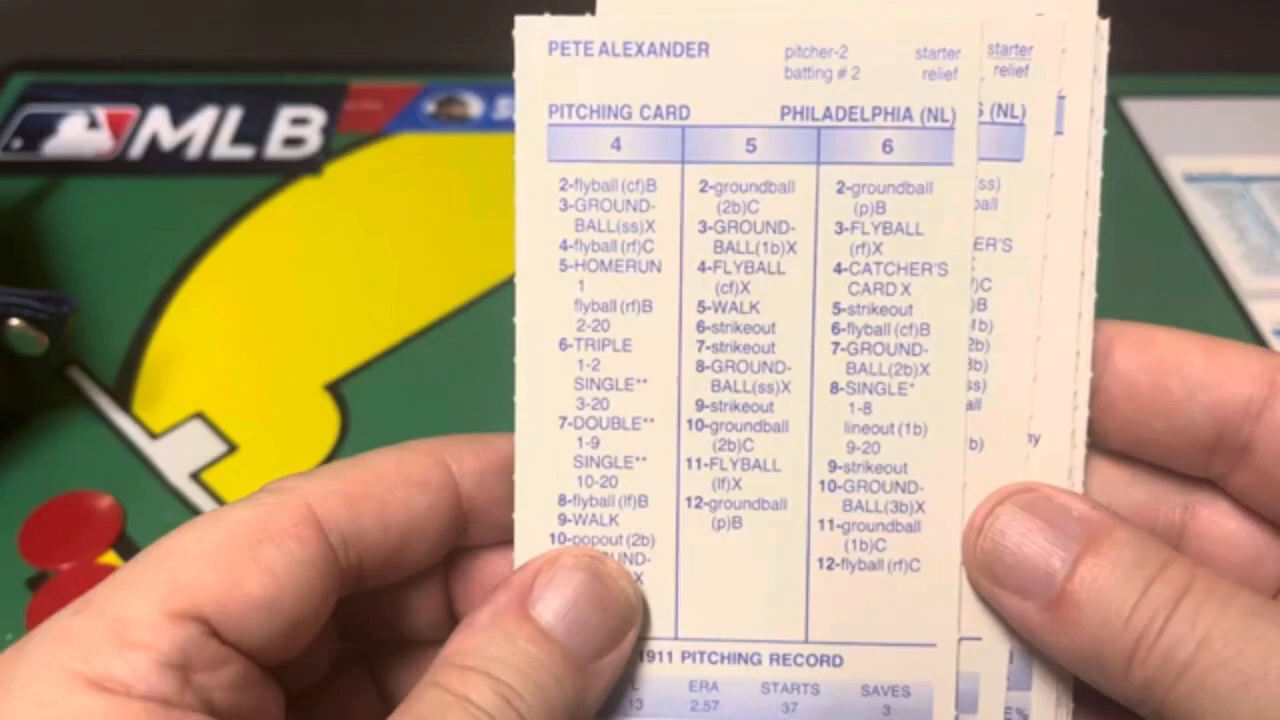 MLB
PETE ALEXANDER
pitcher-2
starter
batting # 2
relief
PITCHING CARD
PHILADELPHIA (NL)
4
5
6
2-flyball (cf)B
3-GROUND-
BALL(ss)X
4-flyball (rf)C
5-HOMERUN
1
flyball (rf)B
2-20
6-TRIPLE
1-2
SINGLE**
3-20
7-DOUBLE**
1-9
SINGLE**
10-20
8-flyball (lf)B
9-WALK
10-popout (2b)
2-groundball
(2b)C
3-GROUND-
BALL(1b)X
4-FLYBALL
(cf)X
5-WALK
6-strikeout
7-strikeout
8-GROUND-
BALL(ss)X
9-strikeout
10-groundball
(2b)C
11-FLYBALL
(lf)X
12-groundball
(p)B
2-groundball
(p)B
3-FLYBALL
(rf)X
4-CATCHER'S
CARD X
5-strikeout
6-flyball (cf)B
7-GROUND-
BALL(2b)X
8-SINGLE*
1-8
lineout (1b)
9-20
9-strikeout
10-GROUND-
BALL(3b)X
11-groundball
(1b)C
12-flyball (rf)C
1911 PITCHING RECORD
L ERA STARTS SAVES
13 2.57 37 3
starter
relief
(NL)